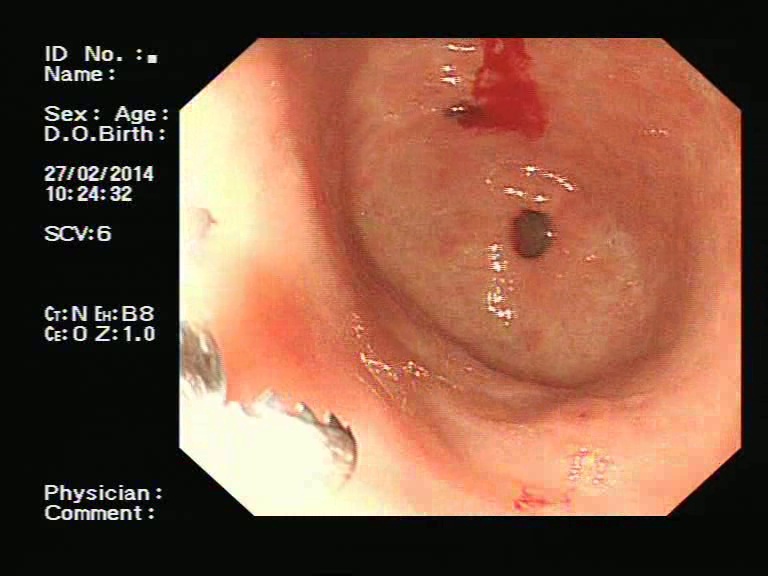 ID No. :
Name:
Sex: Age:
D.O.Birth:
27/02/2014
10:24:32
SCV:6
CT:N EH:B8
CE:0 Z:1.0
Physician:
Comment: